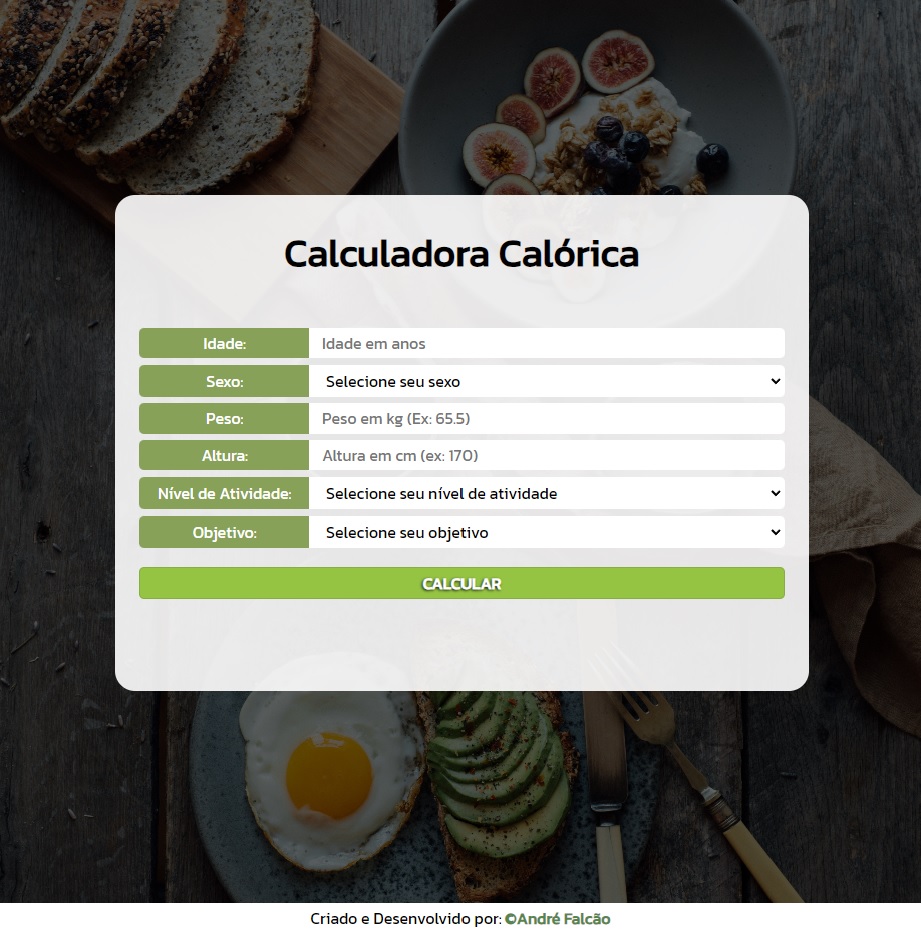 Calculadora Calórica
Idade: Idade em anos
Sexo: Selecione seu sexo
Peso: Peso em kg (Ex: 65.5)
Altura: Altura em cm (ex: 170)
Nível de Atividade: Selecione seu nível de atividade
Objetivo: Selecione seu objetivo
CALCULAR
Criado e Desenvolvido por: ©André Falcão